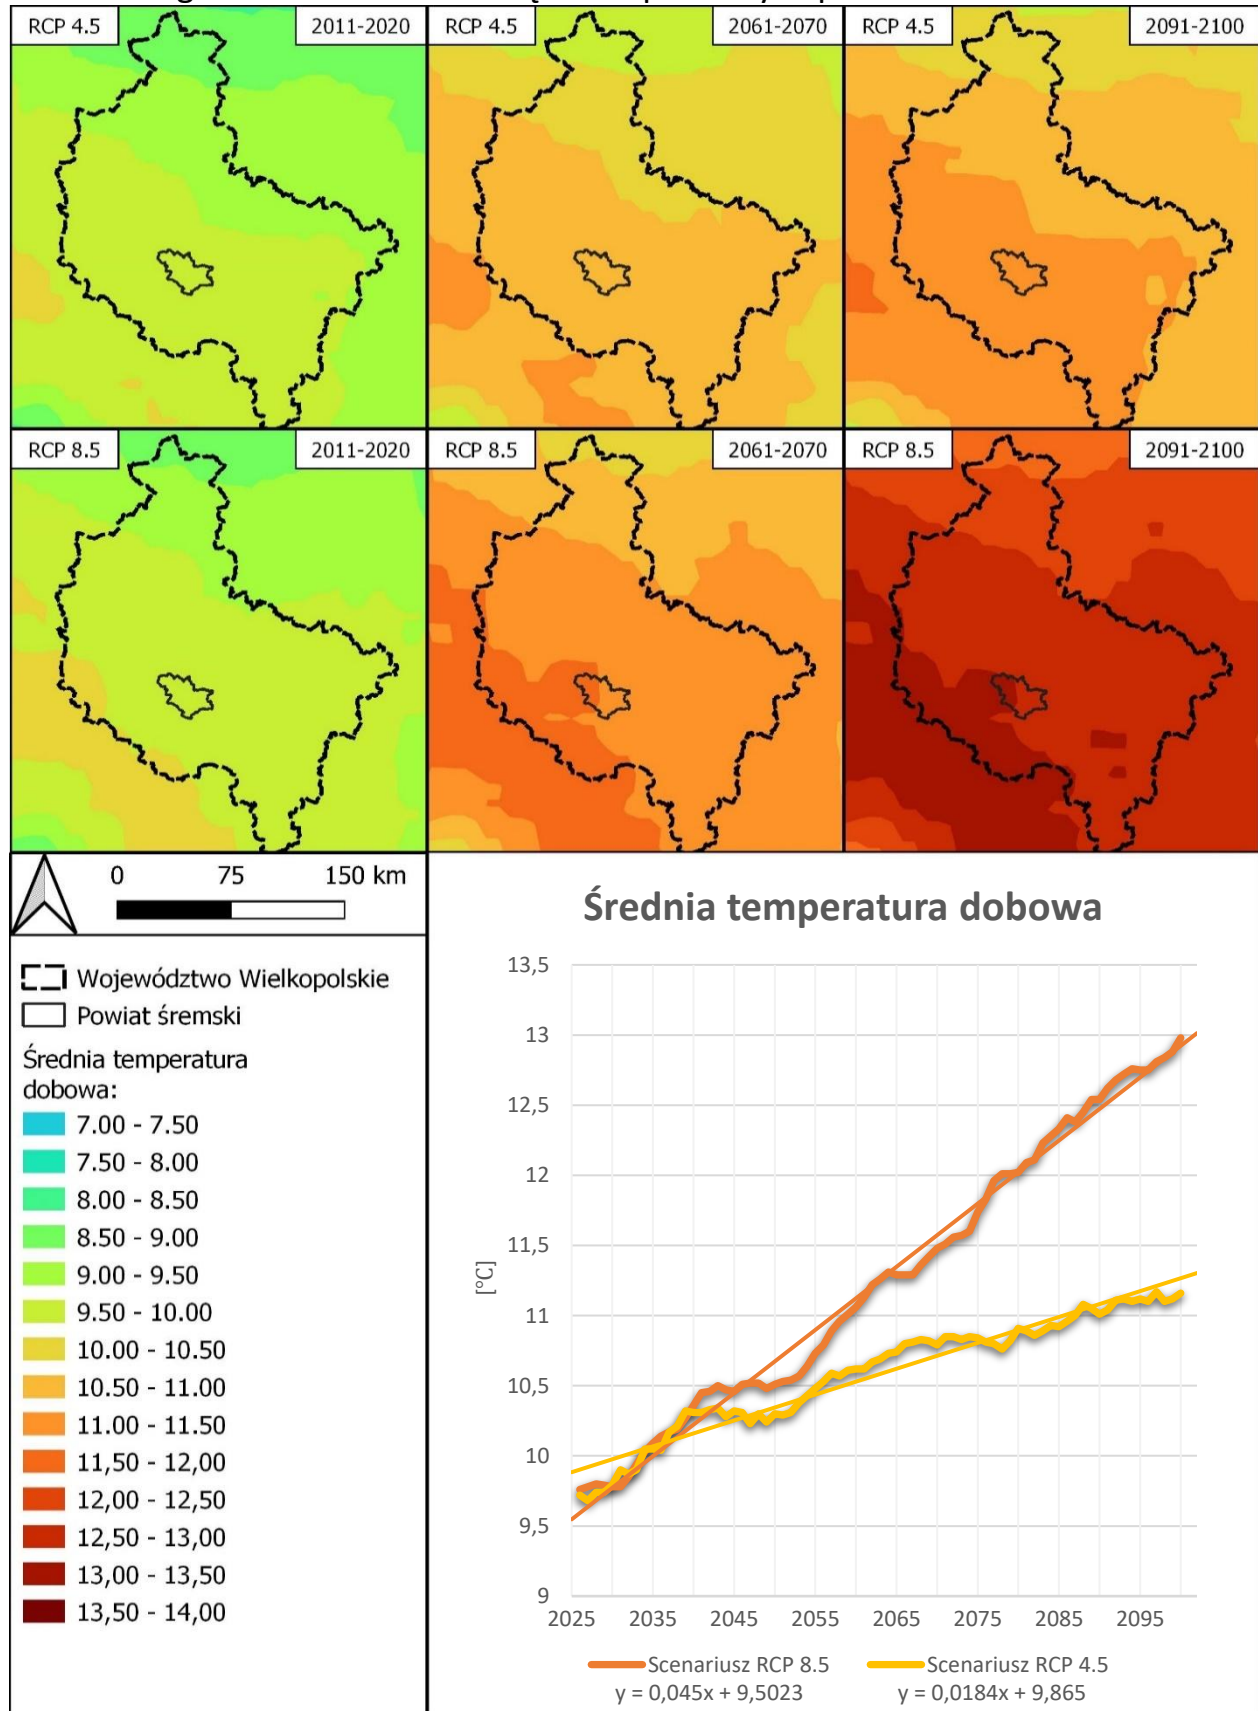 RCP 4.5 2011-2020 RCP 4.5 2061-2070 RCP 4.5 2091-2100
RCP 8.5 2011-2020 RCP 8.5 2061-2070 RCP 8.5 2091-2100
0 75 150 km
Województwo Wielkopolskie
Powiat śremski
Średnia temperatura
dobowa:
7.00 - 7.50
7.50 - 8.00
8.00 - 8.50
8.50 - 9.00
9.00 - 9.50
9.50 - 10.00
10.00 - 10.50
10.50 - 11.00
11.00 - 11.50
11,50 - 12,00
12,00 - 12,50
12,50 - 13,00
13,00 - 13,50
13,50 - 14,00
Średnia temperatura dobowa
13,5
13
12,5
12
11,5
11
10,5
10
9,5
9
[°C]
2025 2035 2045 2055 2065 2075 2085 2095
Scenariusz RCP 8.5 Scenariusz RCP 4.5
y = 0,045x + 9,5023 y = 0,0184x + 9,865